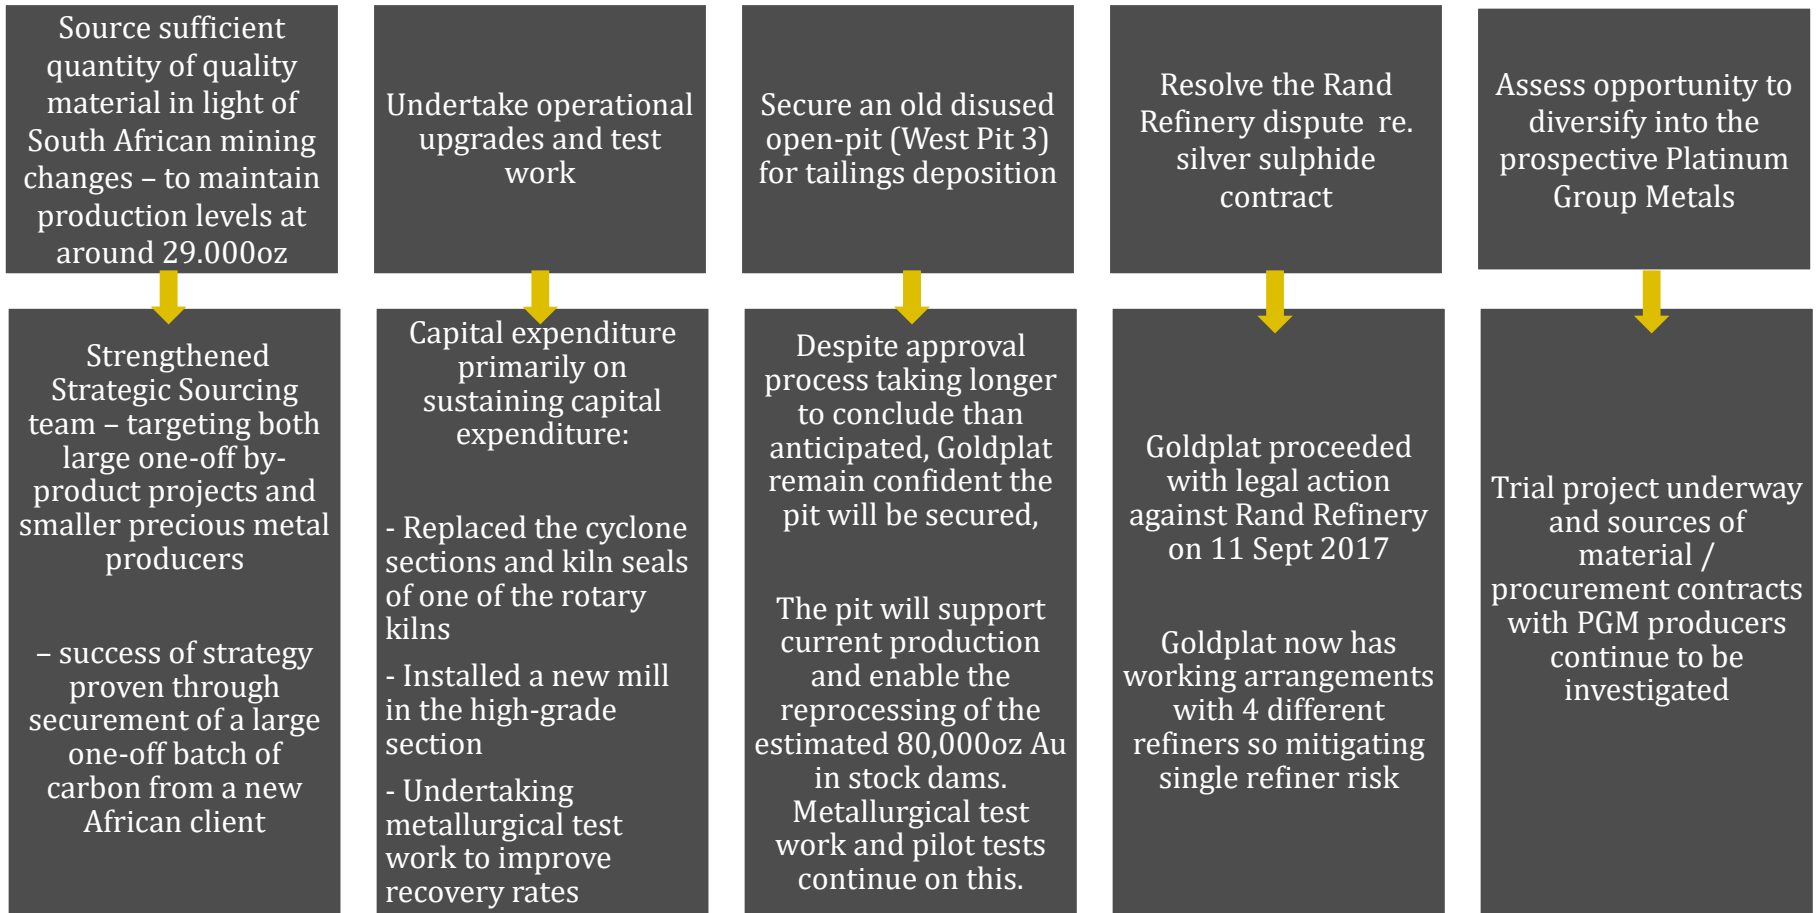 Source sufficient
quantity of quality
material in light of
South African mining
changes – to maintain
production levels at
around 29.000oz
Strengthened
Strategic Sourcing
team – targeting both
large one-off by-
product projects and
smaller precious metal
producers
– success of strategy
proven through
securement of a large
one-off batch of
carbon from a new
African client
Undertake operational
upgrades and test
work
Capital expenditure
primarily on
sustaining capital
expenditure:
- Replaced the cyclone
sections and kiln seals
of one of the rotary
kilns
- Installed a new mill
in the high-grade
section
- Undertaking
metallurgical test
work to improve
recovery rates
Secure an old disused
open-pit (West Pit 3)
for tailings deposition
Despite approval
process taking longer
to conclude than
anticipated, Goldplat
remain confident the
pit will be secured,
The pit will support
current production
and enable the
reprocessing of the
estimated 80,000oz Au
in stock dams.
Metallurgical test
work and pilot tests
continue on this.
Resolve the Rand
Refinery dispute  re.
silver sulphide
contract
Goldplat proceeded
with legal action
against Rand Refinery
on 11 Sept 2017
Goldplat now has
working arrangements
with 4 different
refiners so mitigating
single refiner risk
Assess opportunity to
diversify into the
prospective Platinum
Group Metals
Trial project underway
and sources of
material /
procurement contracts
with PGM producers
continue to be
investigated